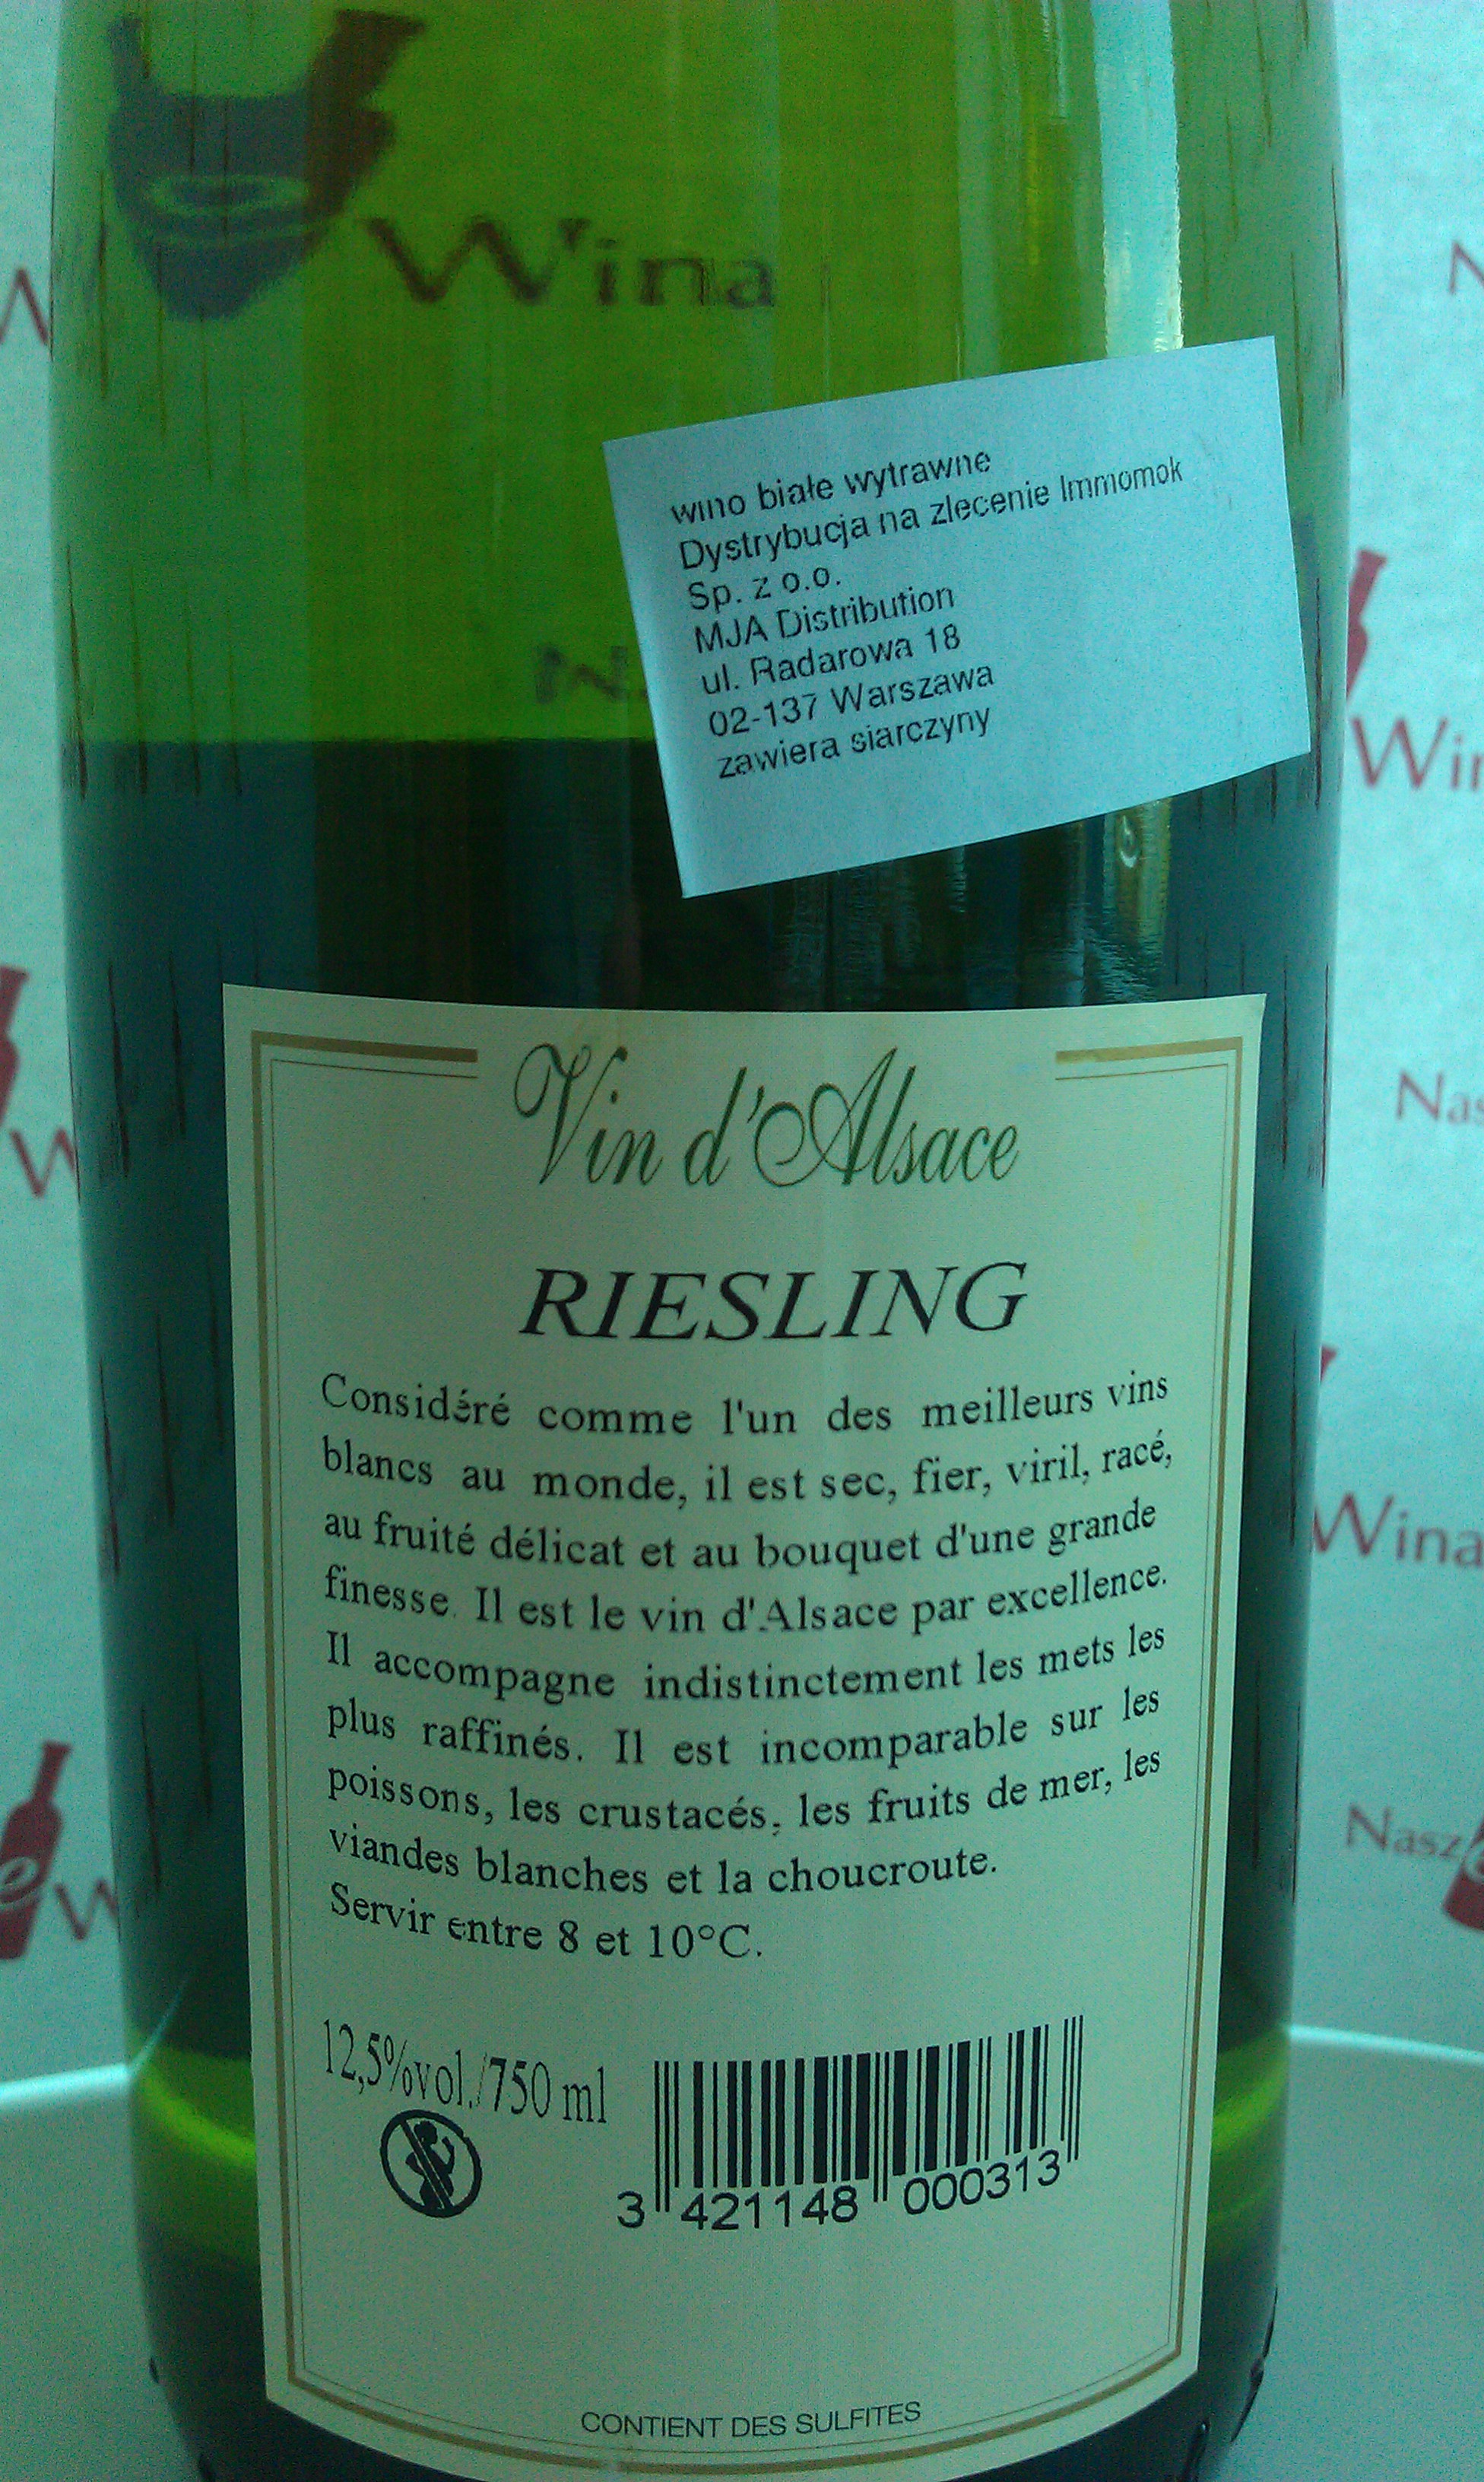 Wina
wino białe wytrawne
Dystrybucja na zlecenie Immomok
Sp. z o.o.
MJA Distribution
ul. Radarowa 18
02-137 Warszawa
zawiera siarczyny
Wina
Vin d'Alsace
RIESLING
Considéré comme l'un des meilleurs vins
blancs au monde, il est sec, fier, viril, racé,
au fruité délicat et au bouquet d'une grande
finesse. Il est le vin d'Alsace par excellence.
Il accompagne indistinctement les mets les
plus raffinés. Il est incomparable sur les
poissons, les crustacés, les fruits de mer, les
viandes blanches et la choucroute.
Servir entre 8 et 10°C.
12,5%vol./750 ml
3 421148 000313
CONTIENT DES SULFITES